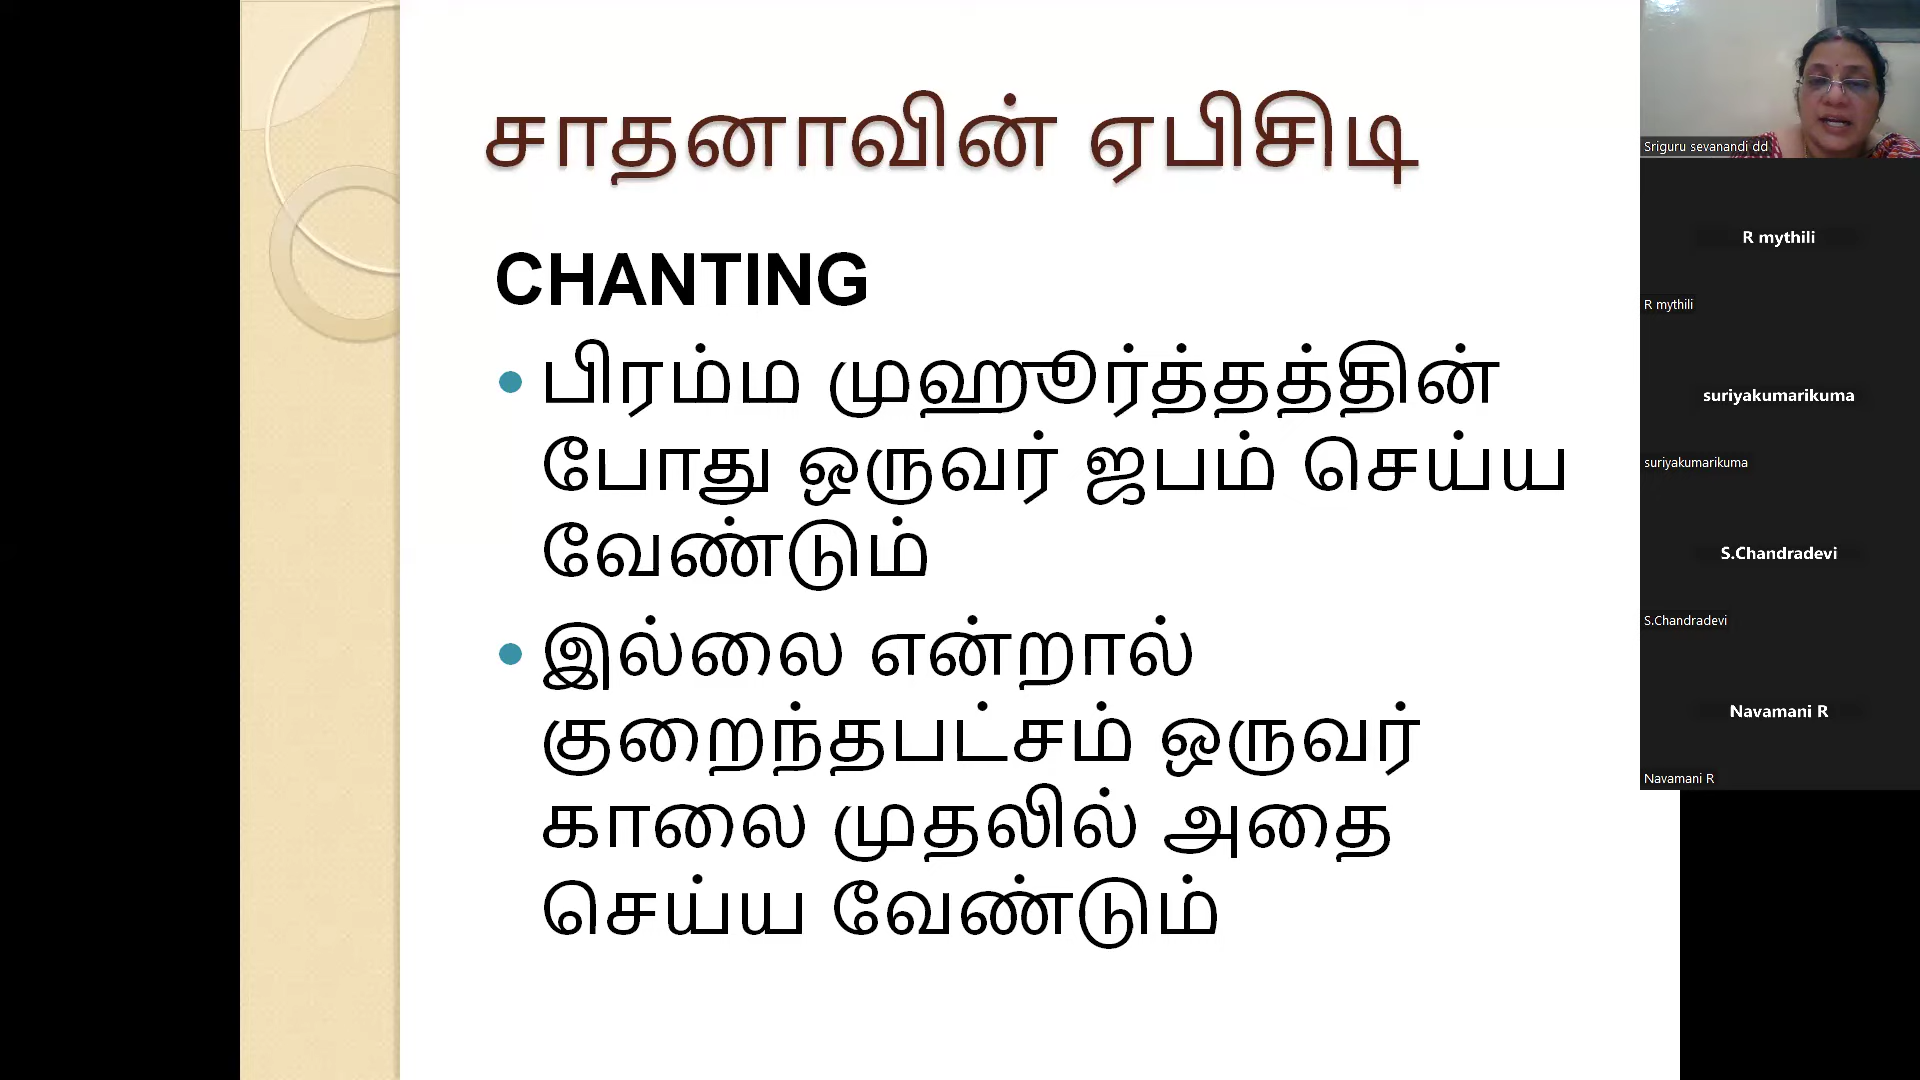 சாதனாவின் ஏபிசிடி
CHANTING
• பிரம்ம முஹூர்த்தத்தின்
போது ஒருவர் ஜபம் செய்ய
வேண்டும்
• இல்லை என்றால்
குறைந்தபட்சம் ஒருவர்
காலை முதலில் அதை
செய்ய வேண்டும்
Sriguru sevanandi dd
R mythili
R mythili
suriyakumarikuma
suriyakumarikuma
S.Chandradevi
S.Chandradevi
Navamani R
Navamani R